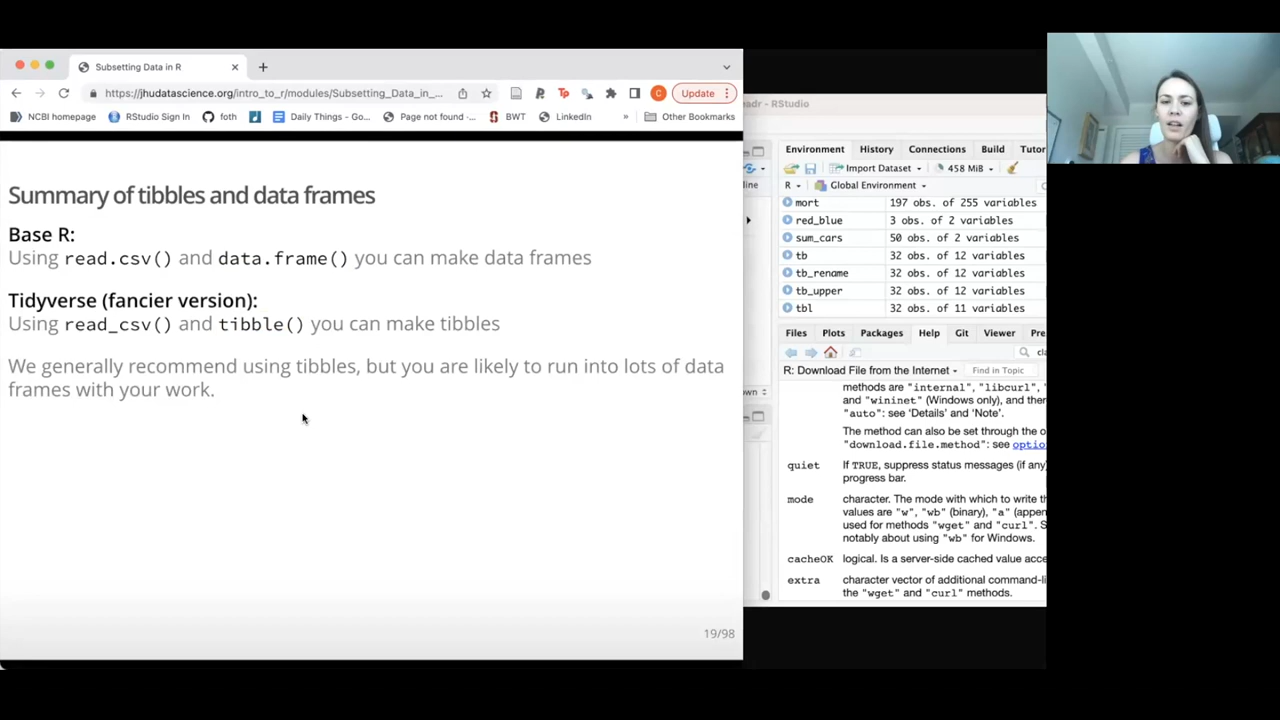 Subsetting Data in R
https://jhudatascience.org/intro_to_r/modules/Subsetting_Data_in_...
Update
NCBI homepage
RStudio Sign In
foth
Daily Things - Go...
Page not found -...
BWT
LinkedIn
»
Other Bookmarks
Summary of tibbles and data frames
Base R:
Using read.csv() and data.frame() you can make data frames
Tidyverse (fancier version):
Using read_csv() and tibble() you can make tibbles
We generally recommend using tibbles, but you are likely to run into lots of data
frames with your work.
19/98
- RStudio
Environment History Connections Build Tutor
Import Dataset 458 MiB
R Global Environment
mort 197 obs. of 255 variables
red_blue 3 obs. of 2 variables
sum_cars 50 obs. of 2 variables
tb 32 obs. of 12 variables
tb_rename 32 obs. of 12 variables
tb_upper 32 obs. of 12 variables
tbl 32 obs. of 11 variables
Files Plots Packages Help Git Viewer Pre
R: Download File from the Internet Find in Topic
methods are "internal", "libcurl", "
and "wininet" (Windows only), and ther
"auto": see 'Details' and 'Note'.
The method can also be set through the o
"download.file.method": see optio
quiet If TRUE, suppress status messages (if any)
progress bar.
mode character. The mode with which to write th
values are "w", "wb" (binary), "a" (appen
used for methods "wget" and "curl". S
notably about using "wb" for Windows.
cacheOK logical. Is a server-side cached value acce
extra character vector of additional command-li
the "wget" and "curl" methods.